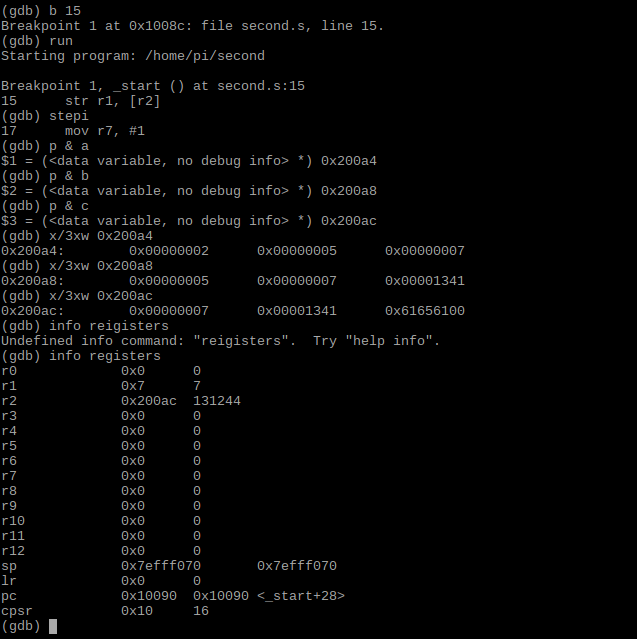 (gdb) b 15
Breakpoint 1 at 0x1008c: file second.s, line 15.
(gdb) run
Starting program: /home/pi/second

Breakpoint 1, _start () at second.s:15
15      str r1, [r2]
(gdb) stepi
17      mov r7, #1
(gdb) p & a
$1 = (<data variable, no debug info> *) 0x200a4
(gdb) p & b
$2 = (<data variable, no debug info> *) 0x200a8
(gdb) p & c
$3 = (<data variable, no debug info> *) 0x200ac
(gdb) x/3xw 0x200a4
0x200a4:        0x00000002      0x00000005      0x00000007
(gdb) x/3xw 0x200a8
0x200a8:        0x00000005      0x00000007      0x00001341
(gdb) x/3xw 0x200ac
0x200ac:        0x00000007      0x00001341      0x61656100
(gdb) info reigisters
Undefined info command: "reigisters".  Try "help info".
(gdb) info registers
r0             0x0      0
r1             0x7      7
r2             0x200ac  131244
r3             0x0      0
r4             0x0      0
r5             0x0      0
r6             0x0      0
r7             0x0      0
r8             0x0      0
r9             0x0      0
r10            0x0      0
r11            0x0      0
r12            0x0      0
sp             0x7efff070       0x7efff070
lr             0x0      0
pc             0x10090  0x10090 <_start+28>
cpsr           0x10     16
(gdb)